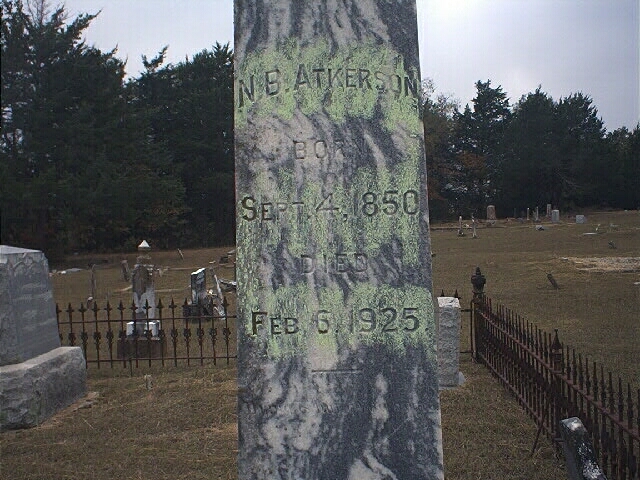 N B. ATKERSON
BORN
SEPT 4, 1850
DIED
FEB 6. 1925.